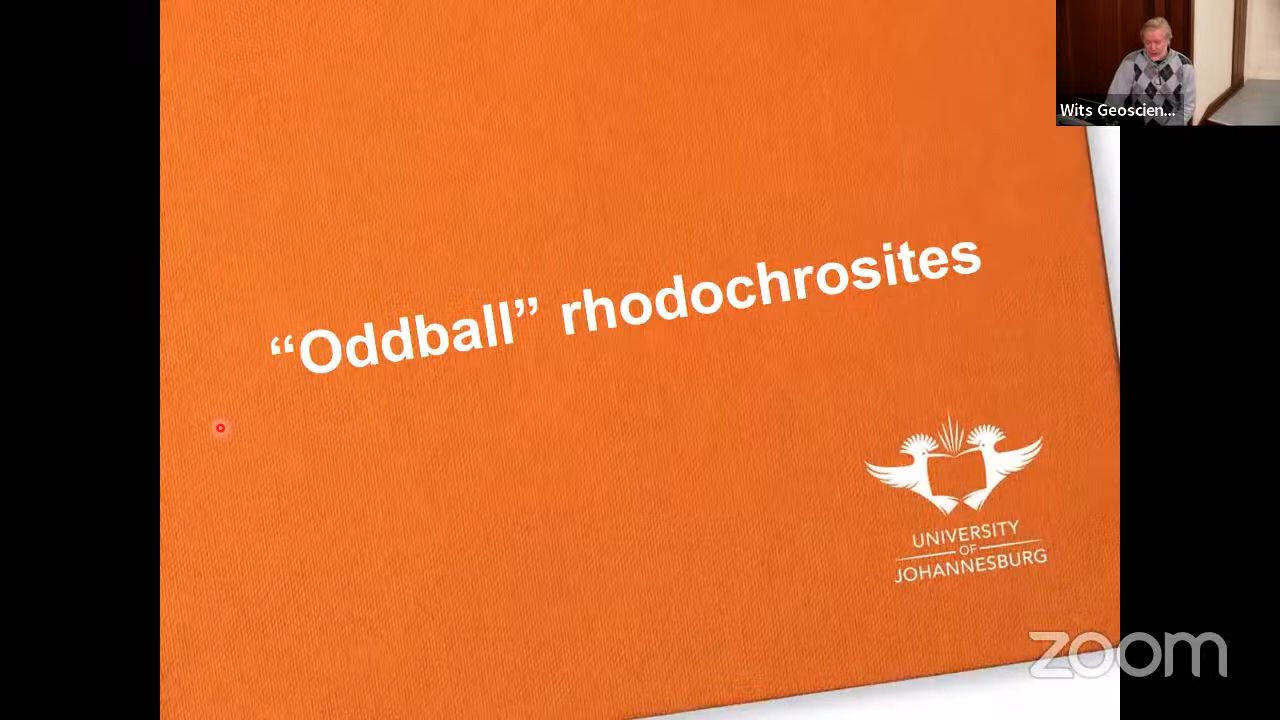 Wits Geoscien...
“Oddball” rhodochrosites
UNIVERSITY
OF
JOHANNESBURG
zoom